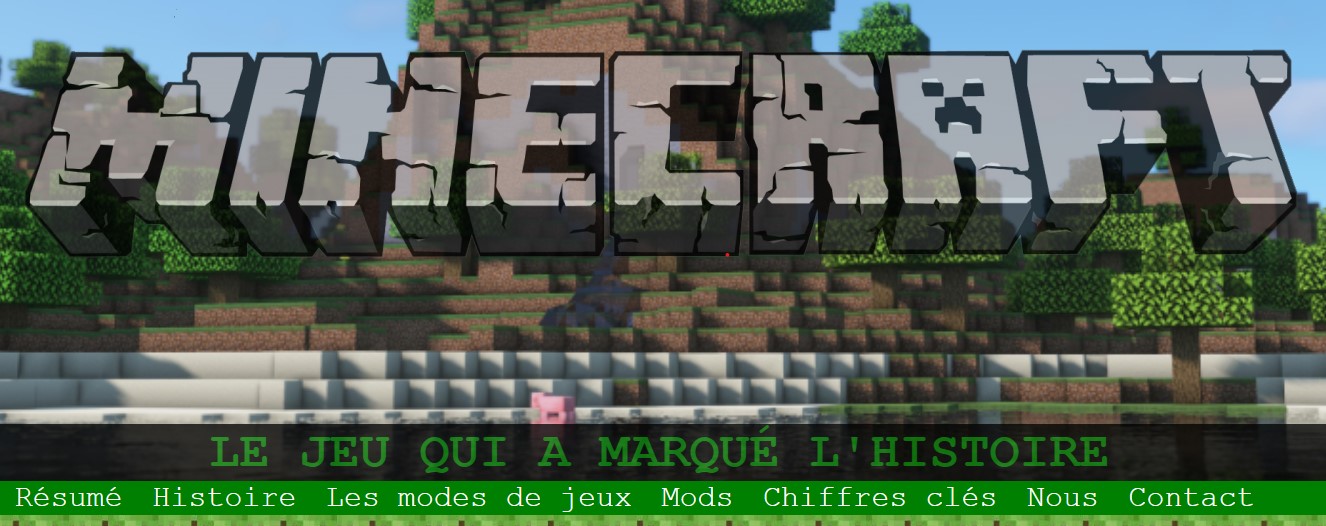 MINECRAFT
LE JEU QUI A MARQUÉ L'HISTOIRE
Résumé Histoire Les modes de jeux Mods Chiffres clés Nous Contact